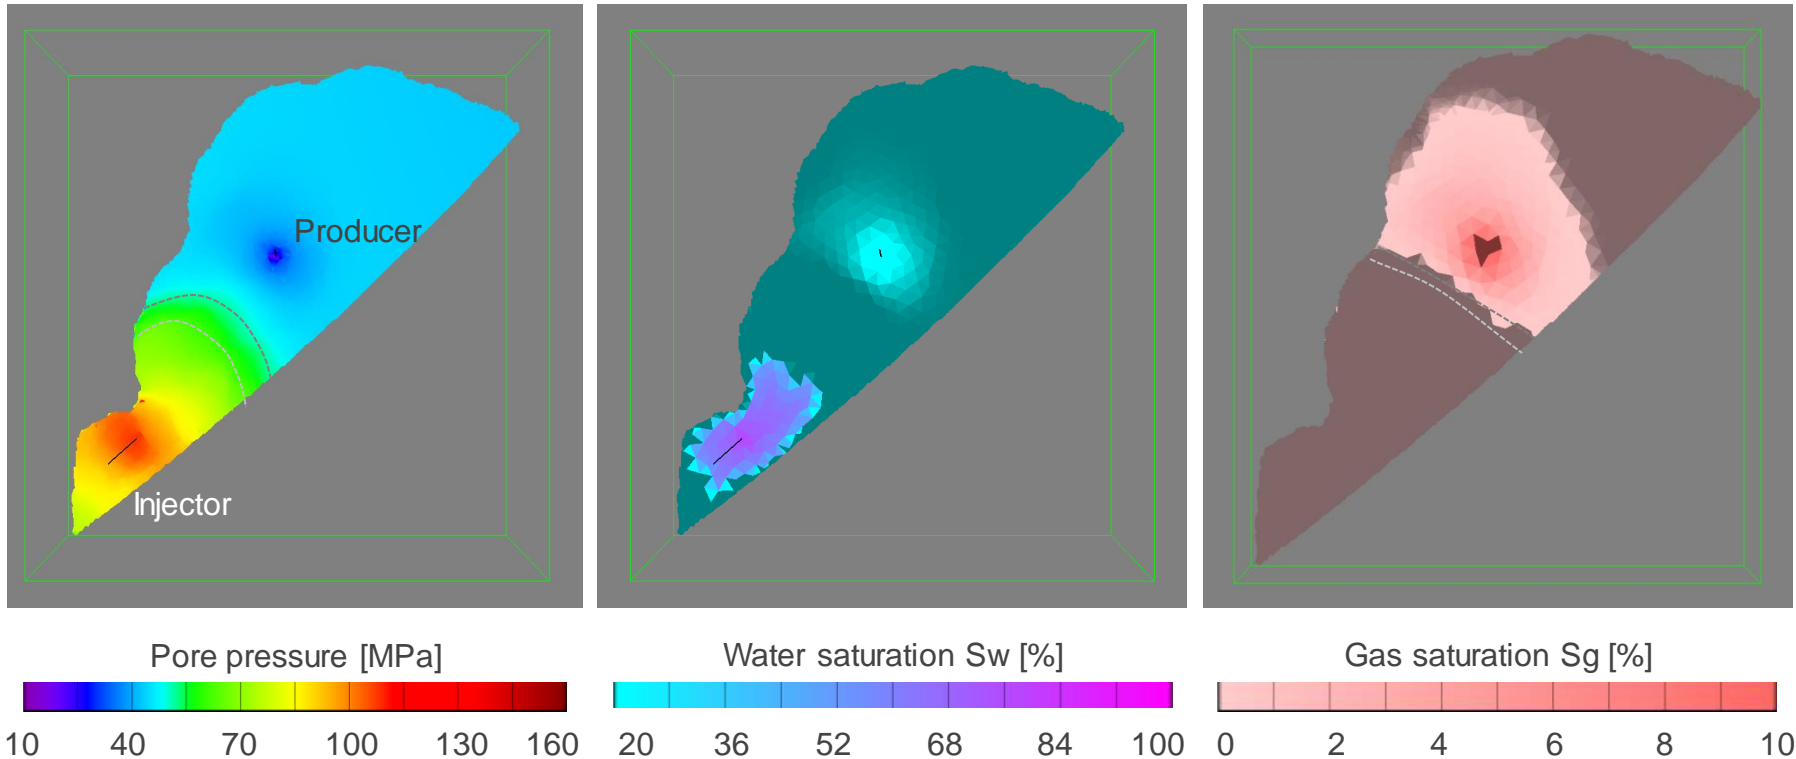 Producer
Injector
Pore pressure [MPa]
Water saturation Sw [%]
Gas saturation Sg [%]
10 40 70 100 130 160
20 36 52 68 84 100
0 2 4 6 8 10